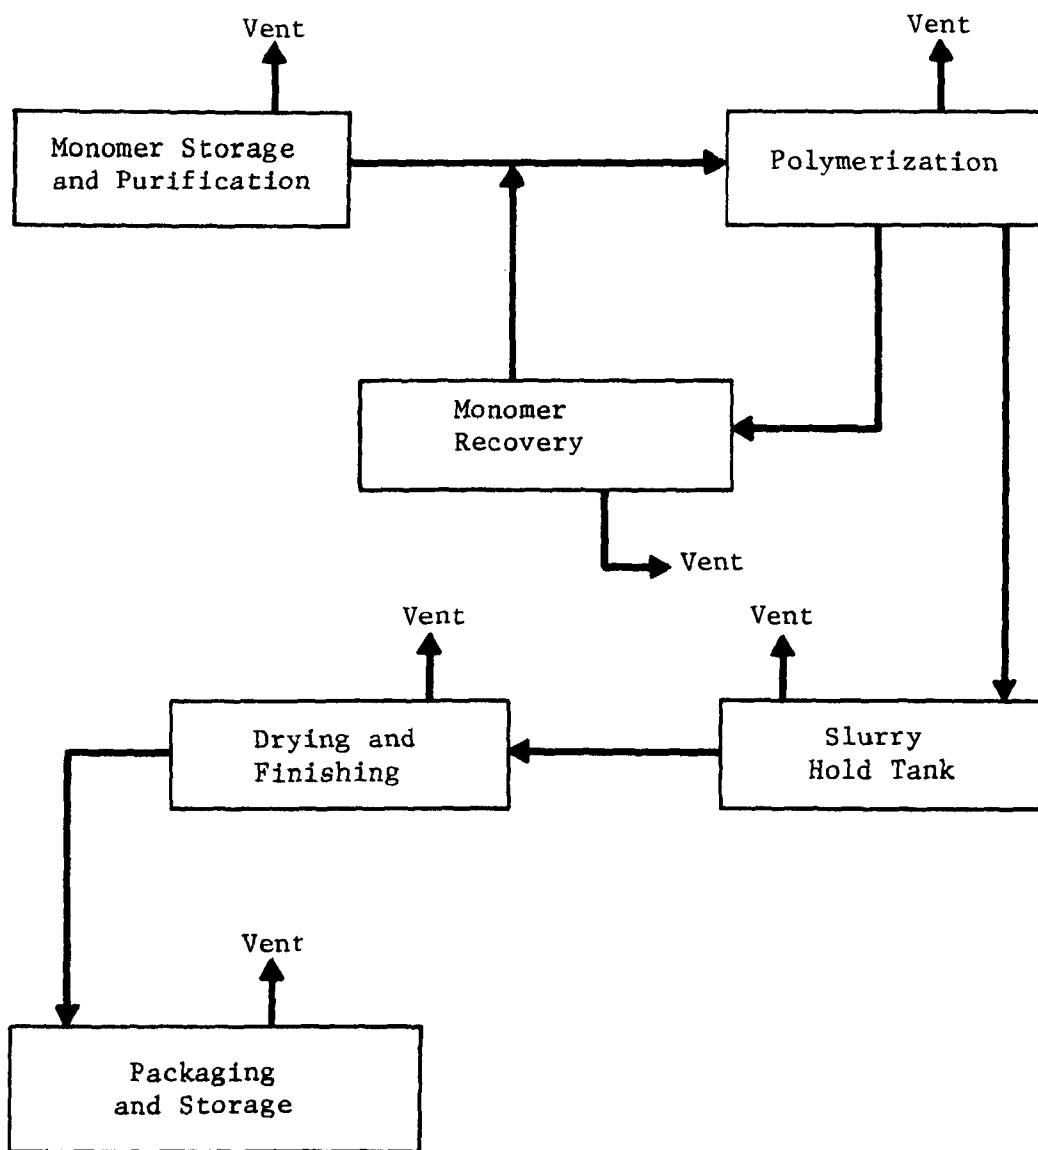 Vent
Vent
Monomer Storage
and Purification
Polymerization
Monomer
Recovery
Vent
Vent
Vent
Drying and
Finishing
Slurry
Hold Tank
Vent
Packaging
and Storage